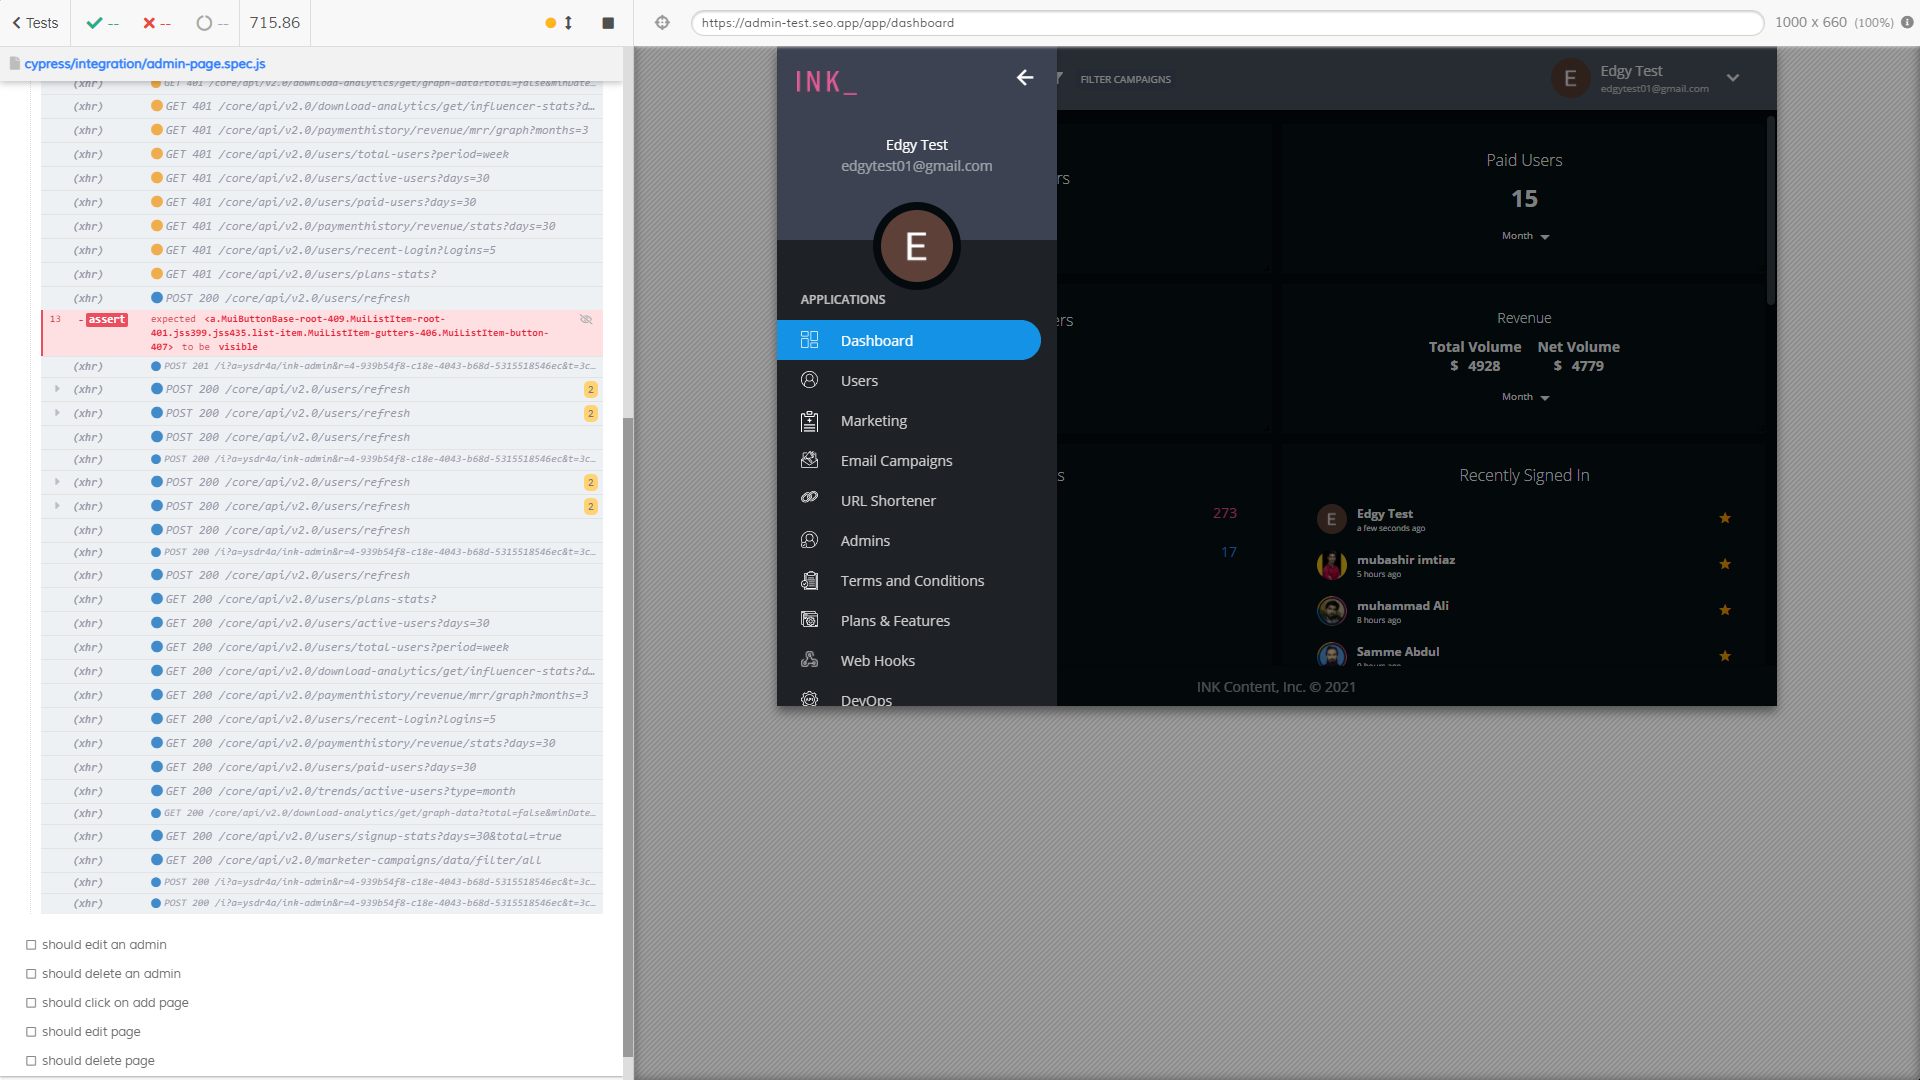 Tests
--
--
--
715.86
https://admin-test.seo.app/app/dashboard
1000 x 660 (100%)
cypress/integration/admin-page.spec.js
(xhr) GET 401 /core/api/v2.0/download-analytics/get/graph-data?total=false&minDate...
(xhr) GET 401 /core/api/v2.0/download-analytics/get/influencer-stats?d...
(xhr) GET 401 /core/api/v2.0/paymenthistory/revenue/mrr/graph?months=3
(xhr) GET 401 /core/api/v2.0/users/total-users?period=week
(xhr) GET 401 /core/api/v2.0/users/active-users?days=30
(xhr) GET 401 /core/api/v2.0/users/paid-users?days=30
(xhr) GET 401 /core/api/v2.0/paymenthistory/revenue/stats?days=30
(xhr) GET 401 /core/api/v2.0/users/recent-login?logins=5
(xhr) GET 401 /core/api/v2.0/users/plans-stats?
(xhr) POST 200 /core/api/v2.0/users/refresh
13 -assert expected <a.MuiButtonBase-root-409.MuiListItem-root-
401.jss399.jss435.list-item.MuiListItem-gutters-406.MuiListItem-button-
407> to be visible
(xhr) POST 201 /i?a=ysdr4a/ink-admin&r=4-939b54f8-c18e-4043-b68d-5315518546ec&t=3c...
(xhr) POST 200 /core/api/v2.0/users/refresh 2
(xhr) POST 200 /core/api/v2.0/users/refresh 2
(xhr) POST 200 /core/api/v2.0/users/refresh
(xhr) POST 200 /i?a=ysdr4a/ink-admin&r=4-939b54f8-c18e-4043-b68d-5315518546ec&t=3c...
(xhr) POST 200 /core/api/v2.0/users/refresh 2
(xhr) POST 200 /core/api/v2.0/users/refresh 2
(xhr) POST 200 /core/api/v2.0/users/refresh
(xhr) POST 200 /i?a=ysdr4a/ink-admin&r=4-939b54f8-c18e-4043-b68d-5315518546ec&t=3c...
(xhr) POST 200 /core/api/v2.0/users/refresh
(xhr) GET 200 /core/api/v2.0/users/plans-stats?
(xhr) GET 200 /core/api/v2.0/users/active-users?days=30
(xhr) GET 200 /core/api/v2.0/users/total-users?period=week
(xhr) GET 200 /core/api/v2.0/download-analytics/get/influencer-stats?d...
(xhr) GET 200 /core/api/v2.0/paymenthistory/revenue/mrr/graph?months=3
(xhr) GET 200 /core/api/v2.0/users/recent-login?logins=5
(xhr) GET 200 /core/api/v2.0/paymenthistory/revenue/stats?days=30
(xhr) GET 200 /core/api/v2.0/users/paid-users?days=30
(xhr) GET 200 /core/api/v2.0/trends/active-users?type=month
(xhr) GET 200 /core/api/v2.0/download-analytics/get/graph-data?total=false&minDate...
(xhr) GET 200 /core/api/v2.0/users/signup-stats?days=30&total=true
(xhr) GET 200 /core/api/v2.0/marketer-campaigns/data/filter/all
(xhr) POST 200 /i?a=ysdr4a/ink-admin&r=4-939b54f8-c18e-4043-b68d-5315518546ec&t=3c...
(xhr) POST 200 /i?a=ysdr4a/ink-admin&r=4-939b54f8-c18e-4043-b68d-5315518546ec&t=3c...
should edit an admin
should delete an admin
should click on add page
should edit page
should delete page
INK_
Edgy Test
edgytest01@gmail.com
E
APPLICATIONS
Dashboard
Users
Marketing
Email Campaigns
URL Shortener
Admins
Terms and Conditions
Plans & Features
Web Hooks
DevOps
FILTER CAMPAIGNS
E
Edgy Test
edgytest01@gmail.com
rs
ers
s
273
17
Paid Users
15
Month
Revenue
Total Volume Net Volume
$ 4928 $ 4779
Month
Recently Signed In
E
Edgy Test
a few seconds ago
mubashir imtiaz
5 hours ago
muhammad Ali
8 hours ago
Samme Abdul
INK Content, Inc. © 2021